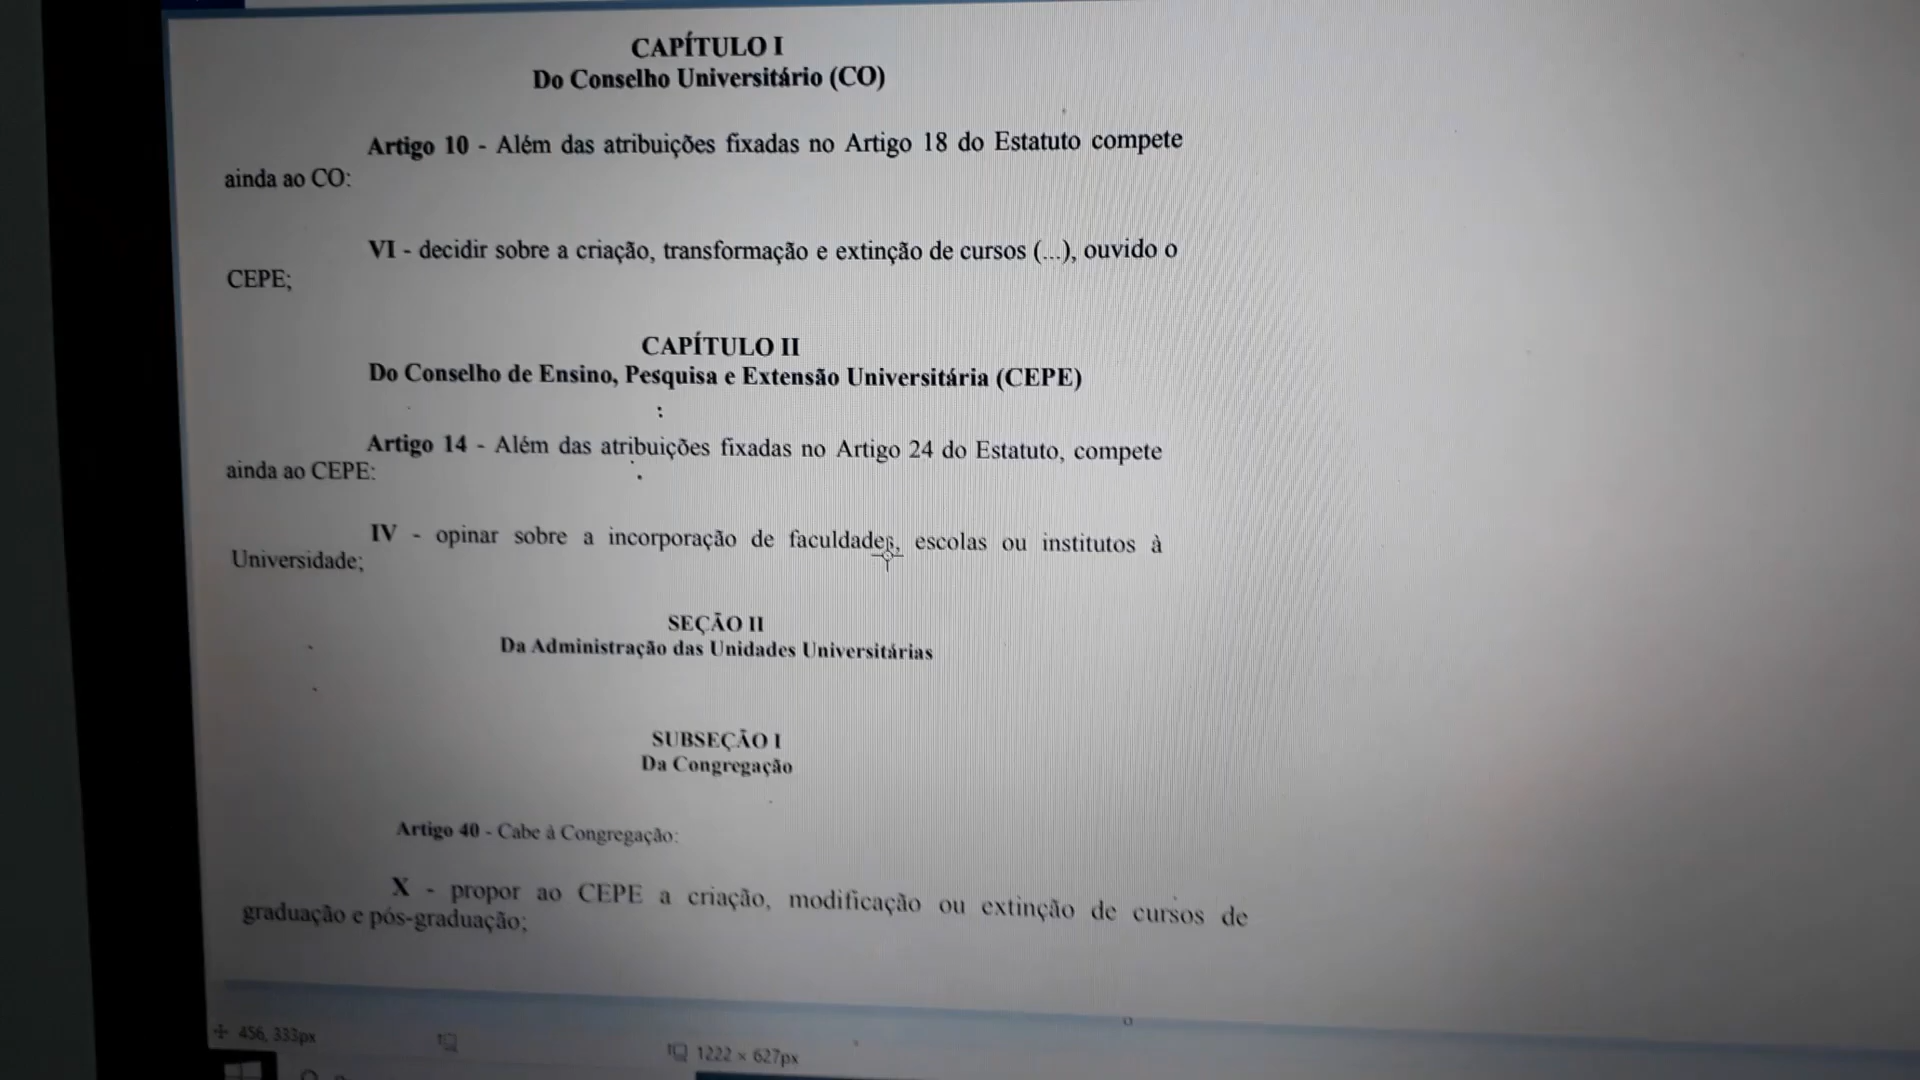 CAPÍTULO I
Do Conselho Universitário (CO)
Artigo 10 - Além das atribuições fixadas no Artigo 18 do Estatuto compete
ainda ao CO:
VI - decidir sobre a criação, transformação e extinção de cursos (...), ouvido o
CEPE;
CAPÍTULO II
Do Conselho de Ensino, Pesquisa e Extensão Universitária (CEPE)
:
Artigo 14 - Além das atribuições fixadas no Artigo 24 do Estatuto, compete
ainda ao CEPE:
IV - opinar sobre a incorporação de faculdades, escolas ou institutos à
Universidade;
SEÇÃO II
Da Administração das Unidades Universitárias
SUBSEÇÃO I
Da Congregação
Artigo 40 - Cabe à Congregação:
X - propor ao CEPE a criação, modificação ou extinção de cursos de
graduação e pós-graduação;
456, 333px
1222 × 627px